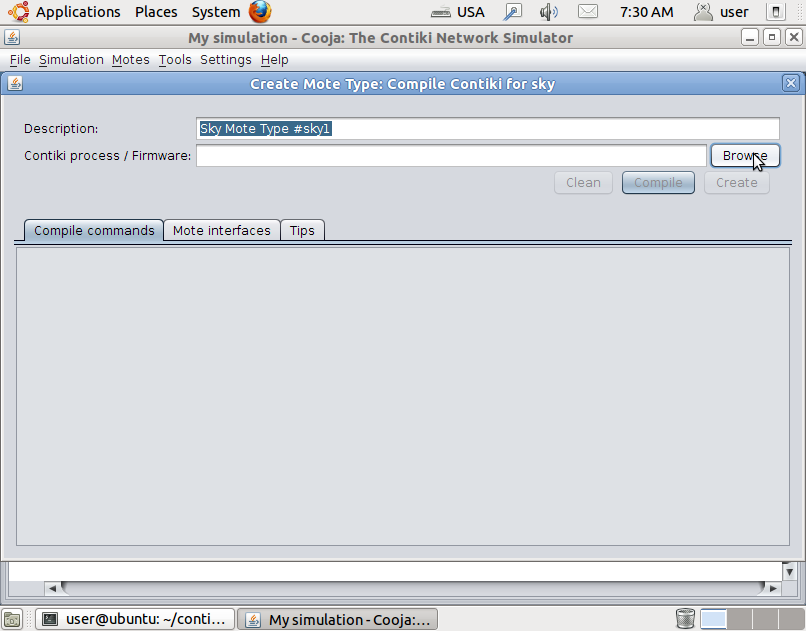 Applications Places System USA 7:30 AM user
My simulation - Cooja: The Contiki Network Simulator
File Simulation Motes Tools Settings Help
Create Mote Type: Compile Contiki for sky
Description: Sky Mote Type #sky1
Contiki process / Firmware: Browse
Clean Compile Create
Compile commands Mote interfaces Tips
user@ubuntu: ~/conti... My simulation - Cooja:...